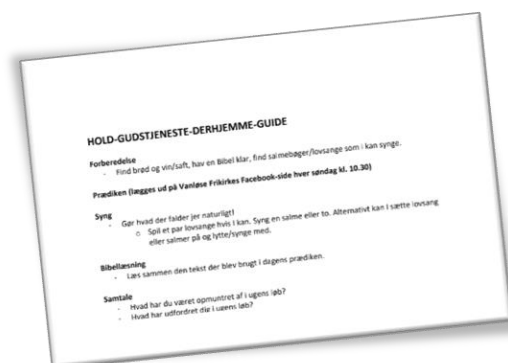 HOLD-GUDSTJENESTE-DERHJEMME-GUIDE
Forberedelse
- Find brød og vin/saft, hav en Bibel klar, find salmebøger/lovsange som i kan synge.
Prædiken (lægges ud på Vanløse Frikirkes Facebook-side hver søndag kl. 10.30)
Syng
- Gør hvad der falder jer naturligt!
o Spil et par lovsange hvis I kan. Syng en salme eller to. Alternativt kan I sætte lovsang
eller salmer på og lytte/synge med.
Bibellæsning
- Læs sammen den tekst der blev brugt i dagens prædiken.
Samtale
- Hvad har du været opmuntret af i ugens løb?
- Hvad har udfordret dig i ugens løb?